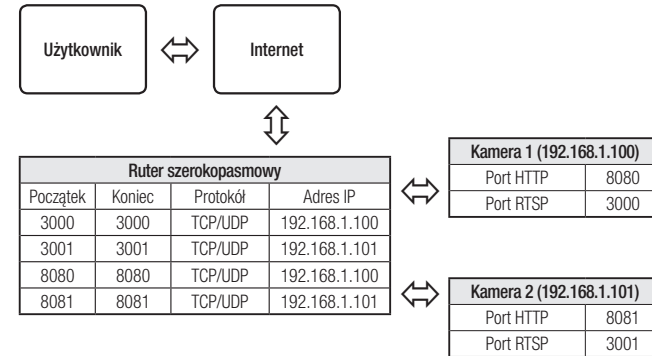 Użytkownik
Internet
Ruter szerokopasmowy
Początek Koniec Protokół Adres IP
3000 3000 TCP/UDP 192.168.1.100
3001 3001 TCP/UDP 192.168.1.101
8080 8080 TCP/UDP 192.168.1.100
8081 8081 TCP/UDP 192.168.1.101
Kamera 1 (192.168.1.100)
Port HTTP 8080
Port RTSP 3000
Kamera 2 (192.168.1.101)
Port HTTP 8081
Port RTSP 3001